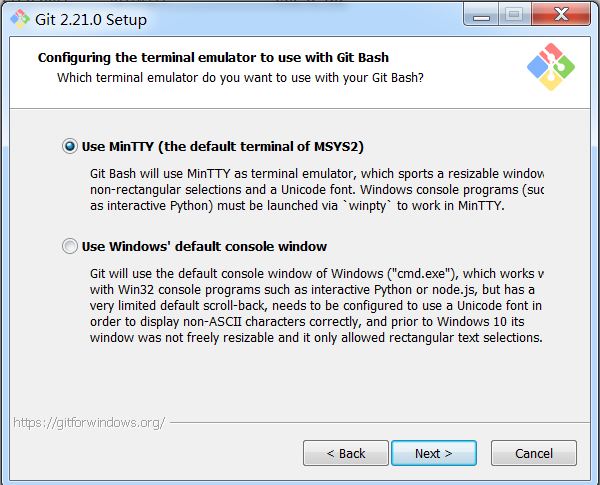 Git 2.21.0 Setup
Configuring the terminal emulator to use with Git Bash
Which terminal emulator do you want to use with your Git Bash?
Use MinTTY (the default terminal of MSYS2)
Git Bash will use MinTTY as terminal emulator, which sports a resizable window
non-rectangular selections and a Unicode font. Windows console programs (suc
as interactive Python) must be launched via `winpty` to work in MinTTY.
Use Windows' default console window
Git will use the default console window of Windows ("cmd.exe"), which works w
with Win32 console programs such as interactive Python or node.js, but has a
very limited default scroll-back, needs to be configured to use a Unicode font in
order to display non-ASCII characters correctly, and prior to Windows 10 its
window was not freely resizable and it only allowed rectangular text selections.
https://gitforwindows.org/
< Back
Next >
Cancel